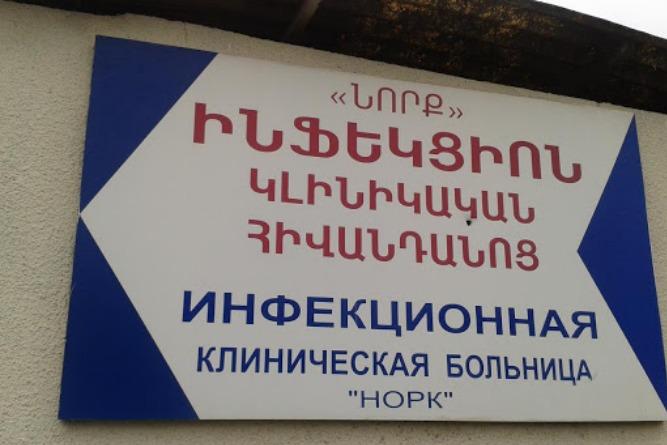 «ՆՈՐՔ»
ԻՆՖԵԿՑԻՈՆ
ԿԼԻՆԻԿԱԿԱՆ
ՀԻՎԱՆԴԱՆՈՑ
ИНФЕКЦИОННАЯ
КЛИНИЧЕСКАЯ БОЛЬНИЦА
"НОРК"